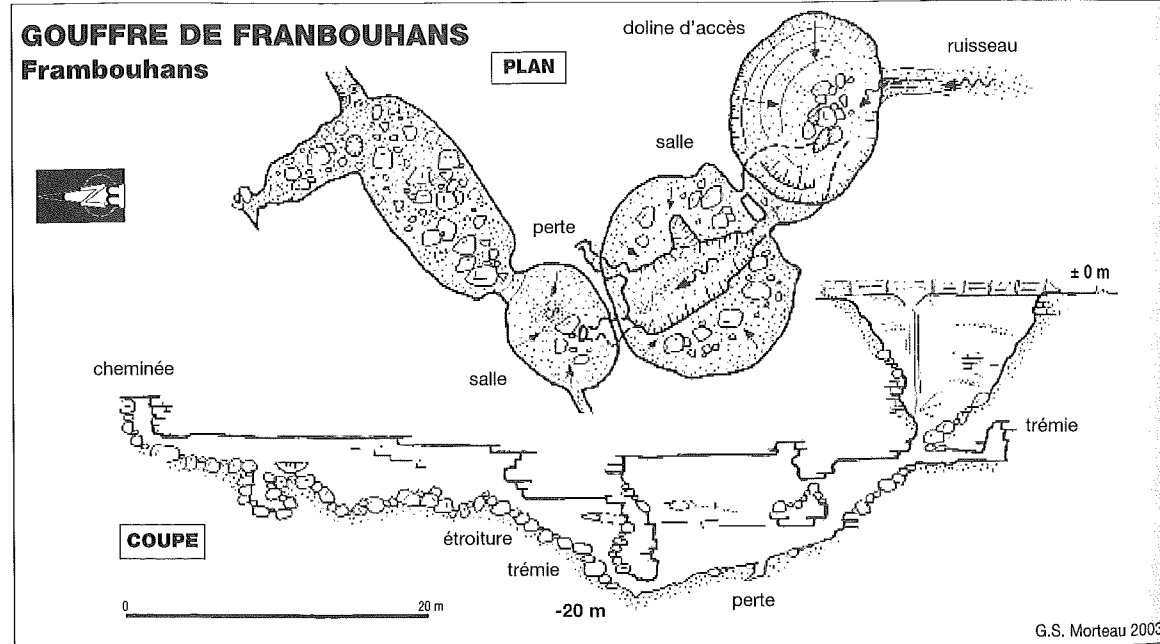 GOUFFRE DE FRANBOUHANS
Frambouhans
PLAN
doline d'accès
ruisseau
salle
perte
N
± 0 m
salle
cheminée
trémie
COUPE
étroiture
trémie
-20 m
perte
0 20 m
G.S. Morteau 2003